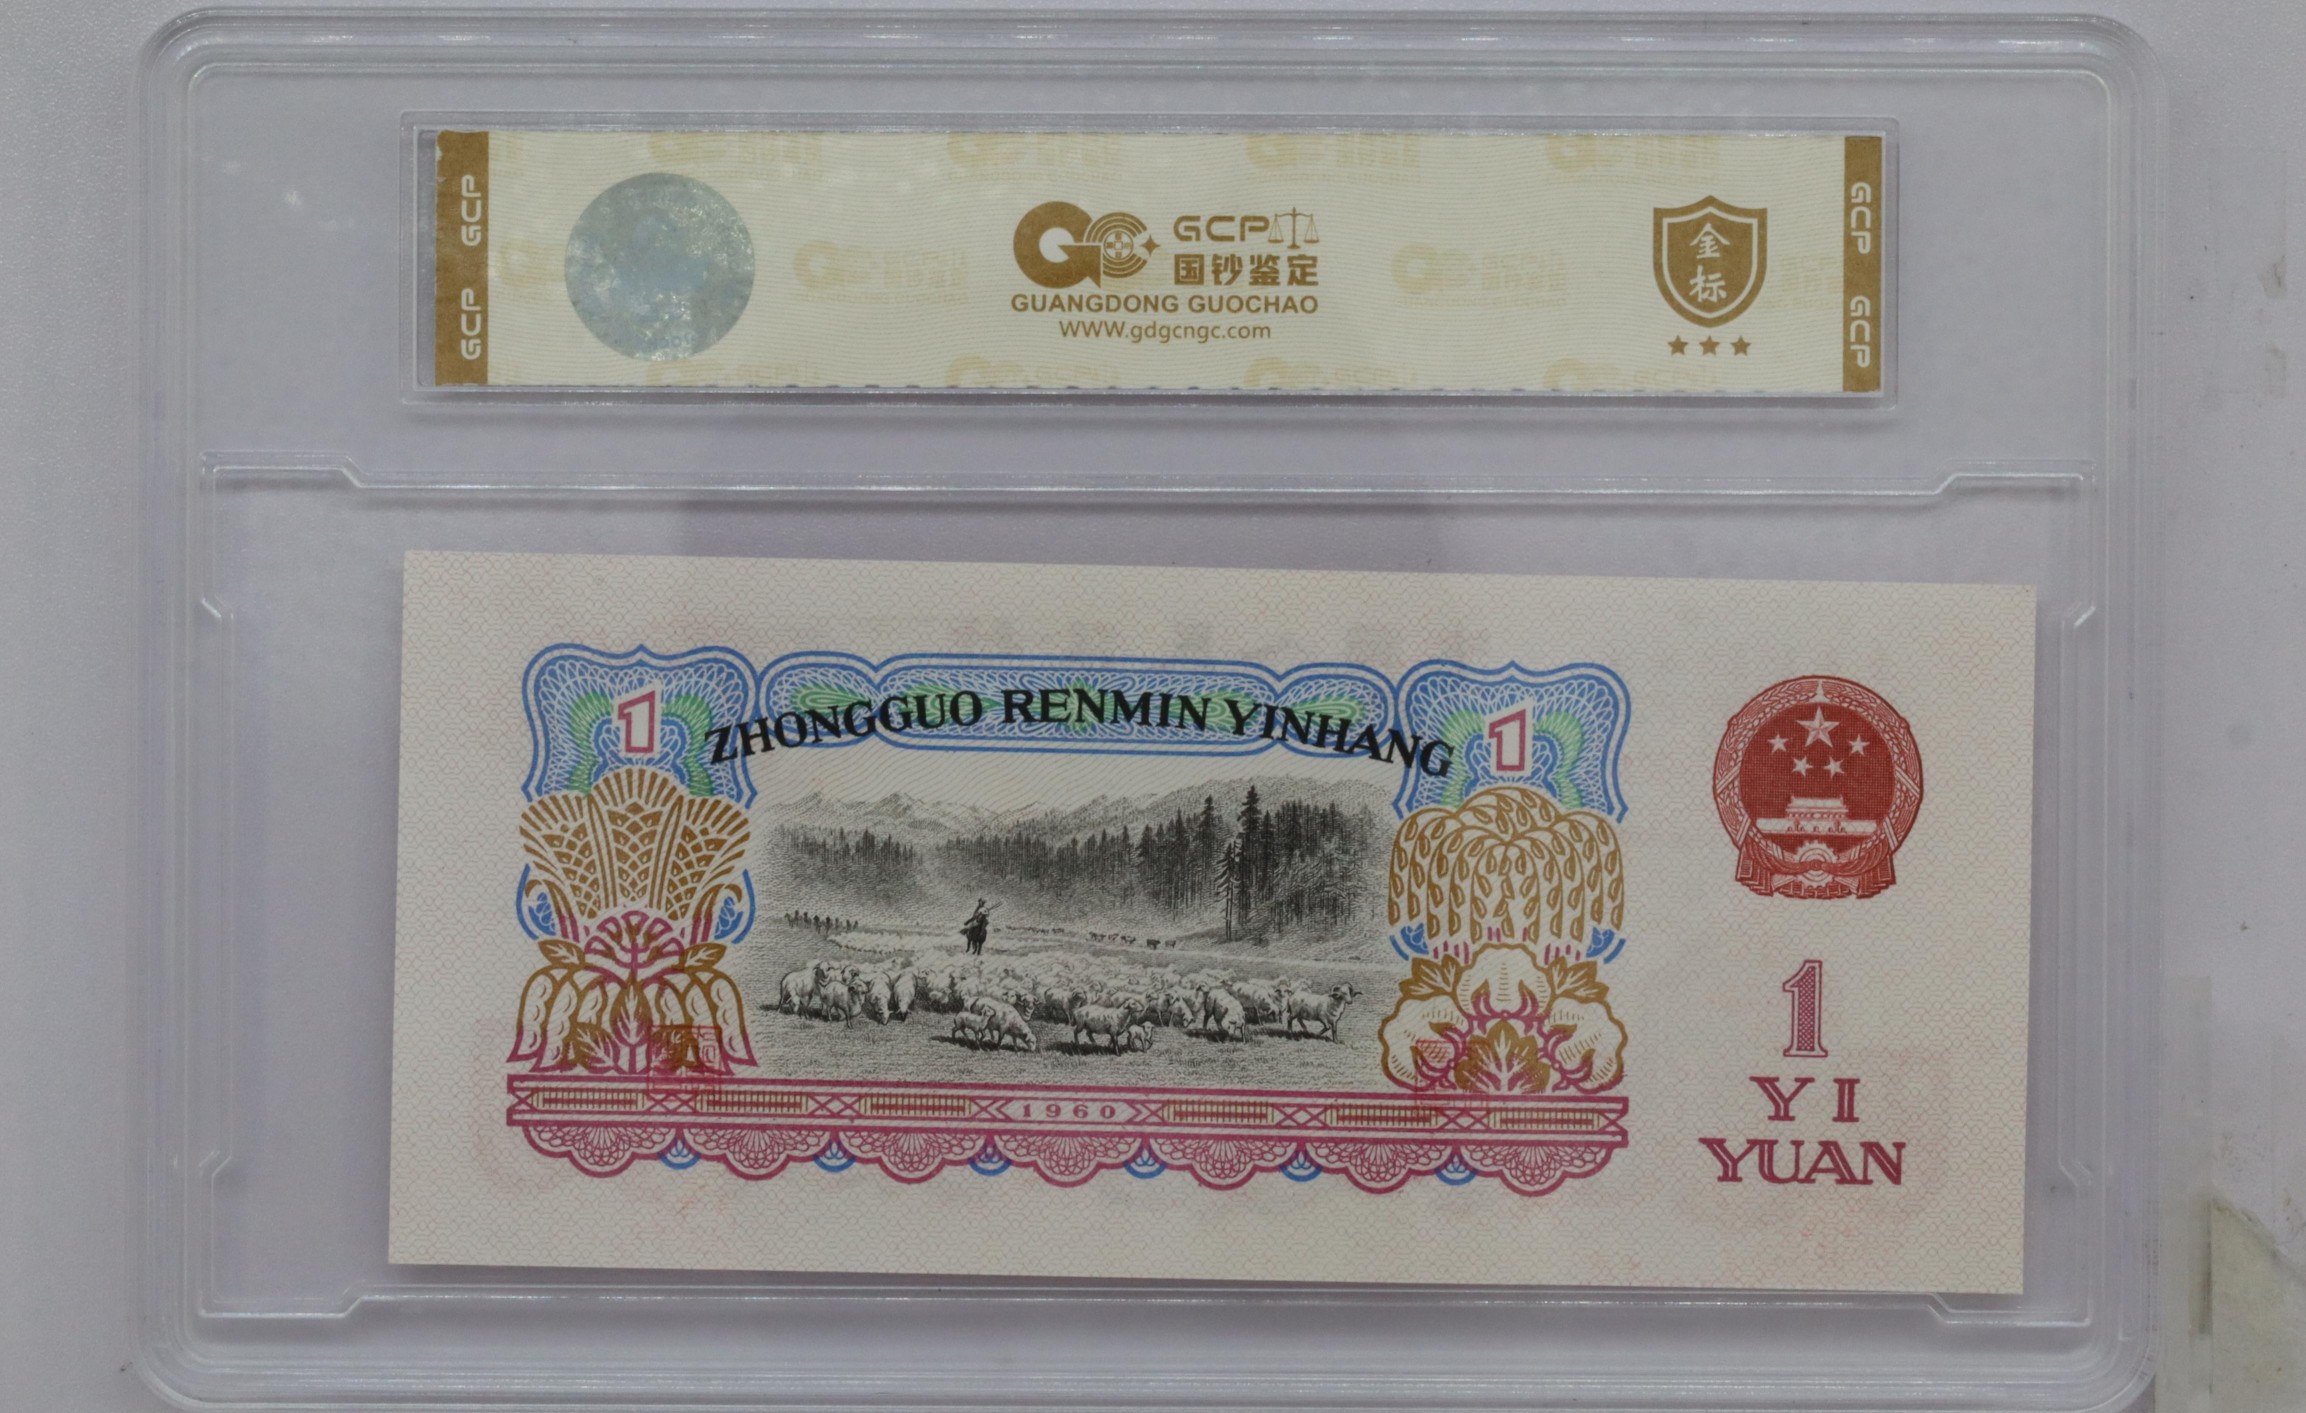 GCP
GCP
GCP
国钞鉴定
GUANGDONG GUOCHAO
WWW.gdgcngc.com
金
标
GCP
GCP
1
ZHONGGUO RENMIN YINHANG
1
1960
1
YI
YUAN